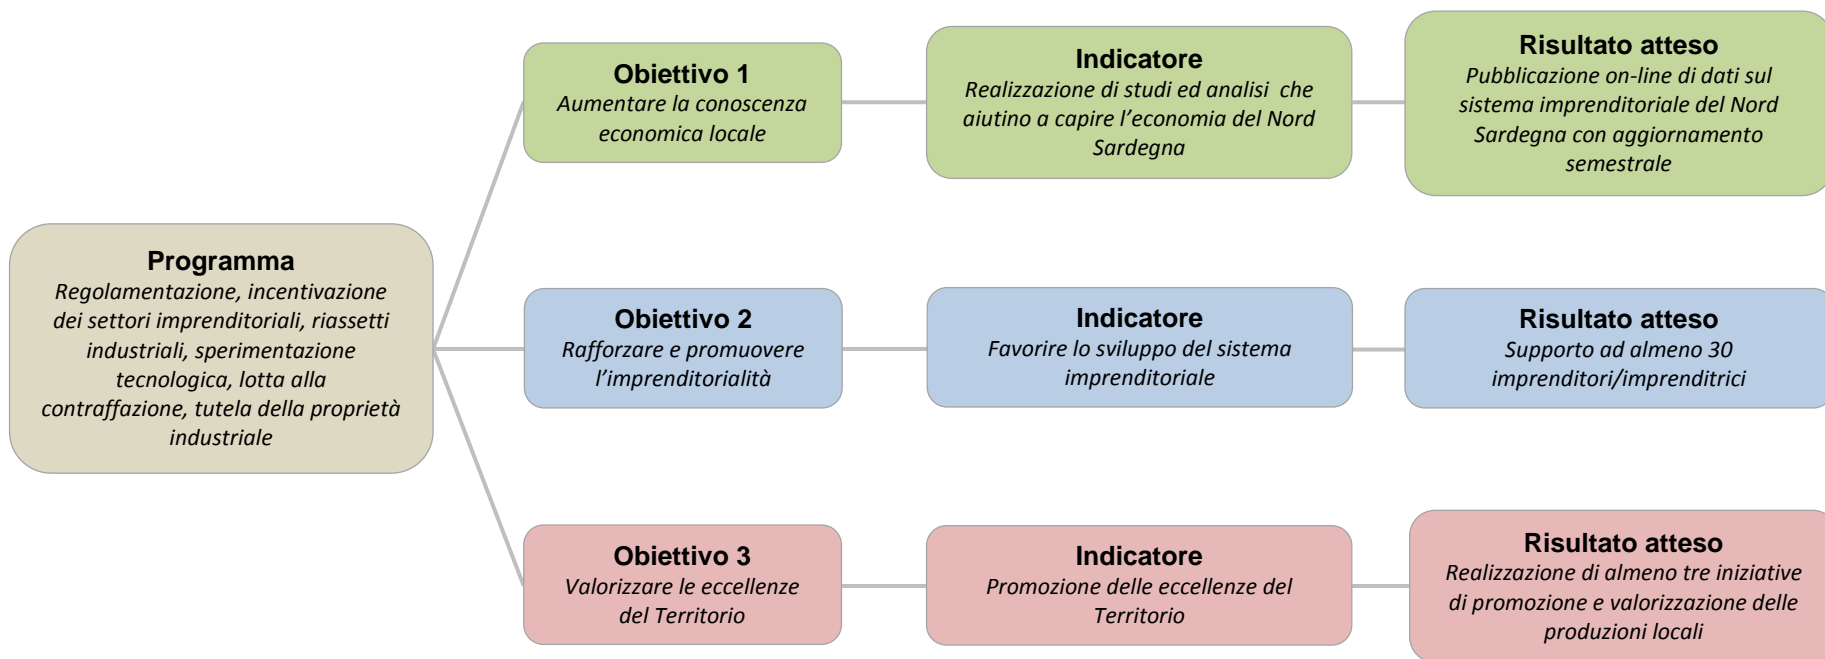 Programma
Regolamentazione, incentivazione
dei settori imprenditoriali, riassetti
industriali, sperimentazione
tecnologica, lotta alla
contraffazione, tutela della proprietà
industriale
Obiettivo 1
Aumentare la conoscenza
economica locale
Indicatore
Realizzazione di studi ed analisi che
aiutino a capire l’economia del Nord
Sardegna
Risultato atteso
Pubblicazione on-line di dati sul
sistema imprenditoriale del Nord
Sardegna con aggiornamento
semestrale
Obiettivo 2
Rafforzare e promuovere
l’imprenditorialità
Indicatore
Favorire lo sviluppo del sistema
imprenditoriale
Risultato atteso
Supporto ad almeno 30
imprenditori/imprenditrici
Obiettivo 3
Valorizzare le eccellenze
del Territorio
Indicatore
Promozione delle eccellenze del
Territorio
Risultato atteso
Realizzazione di almeno tre iniziative
di promozione e valorizzazione delle
produzioni locali